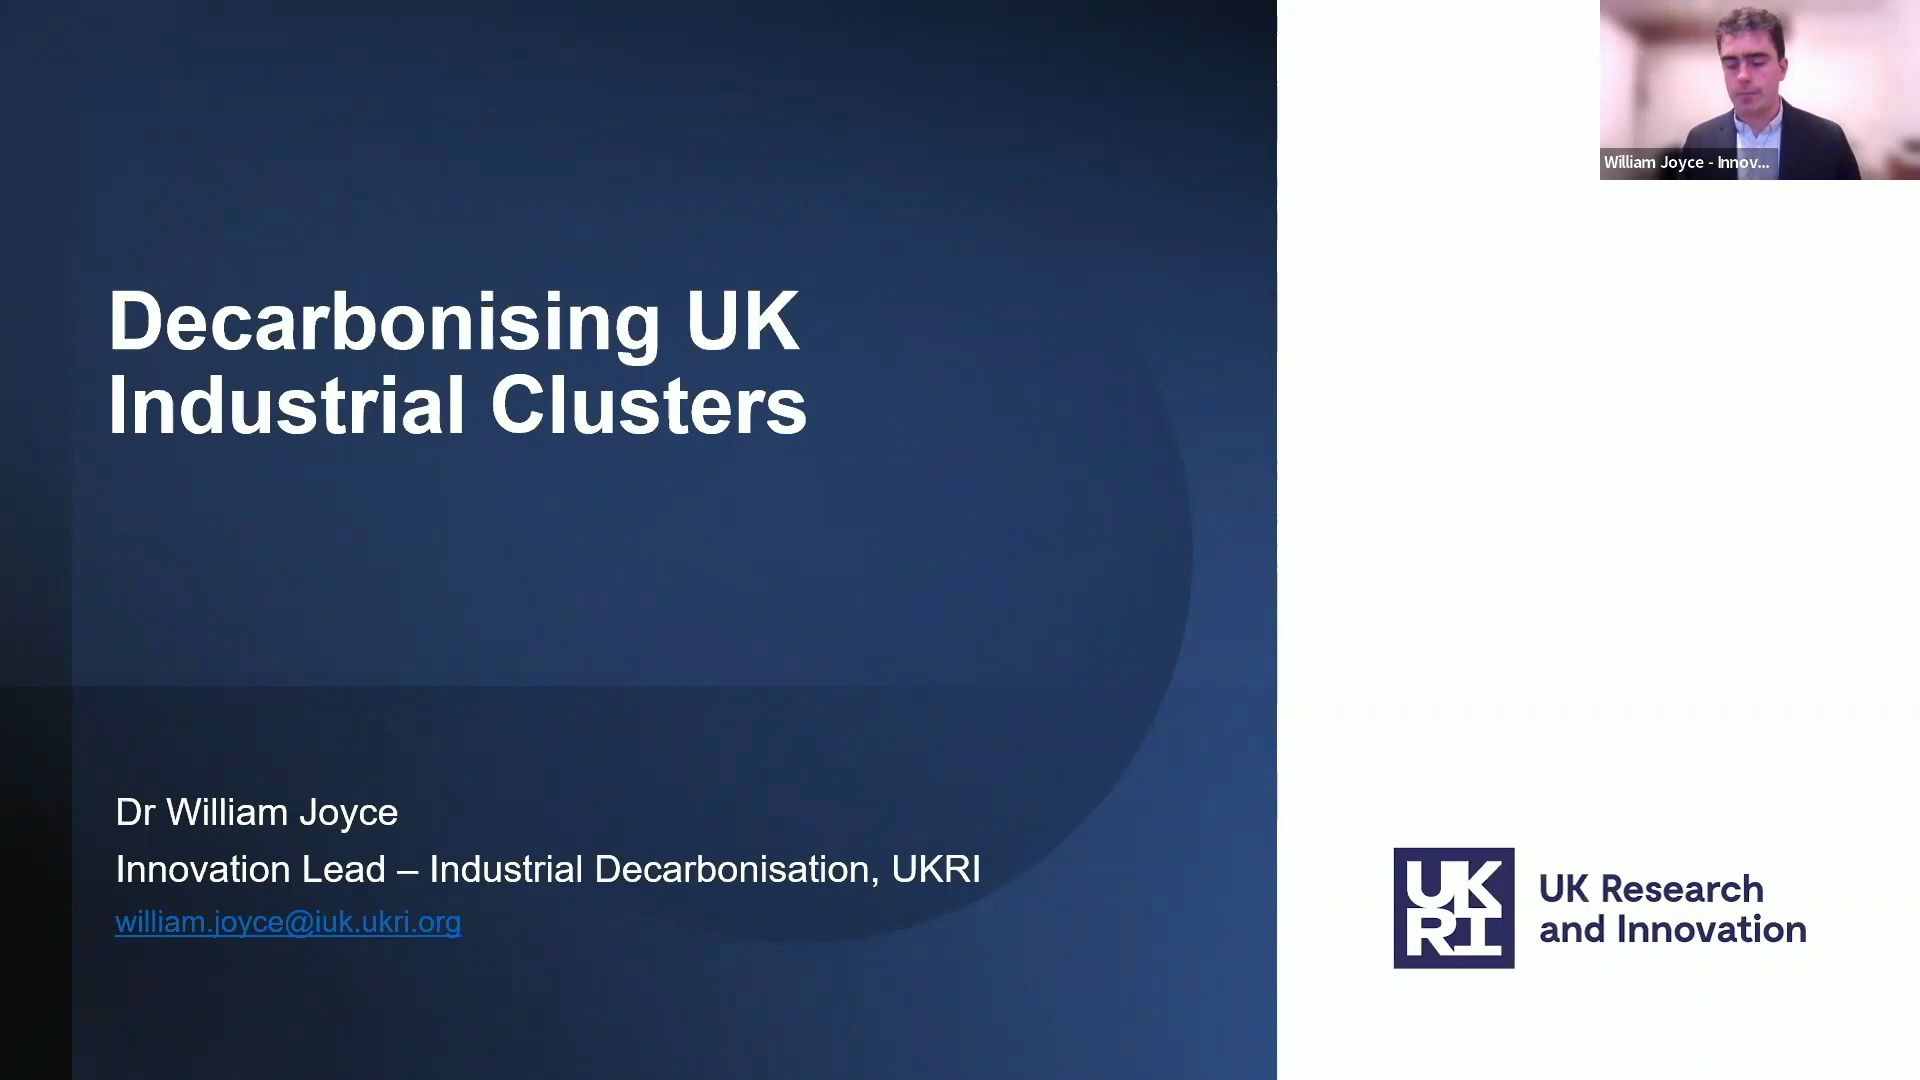 Decarbonising UK
Industrial Clusters
Dr William Joyce
Innovation Lead – Industrial Decarbonisation, UKRI
william.joyce@iuk.ukri.org
William Joyce - Innov...
UK
RI
UK Research
and Innovation